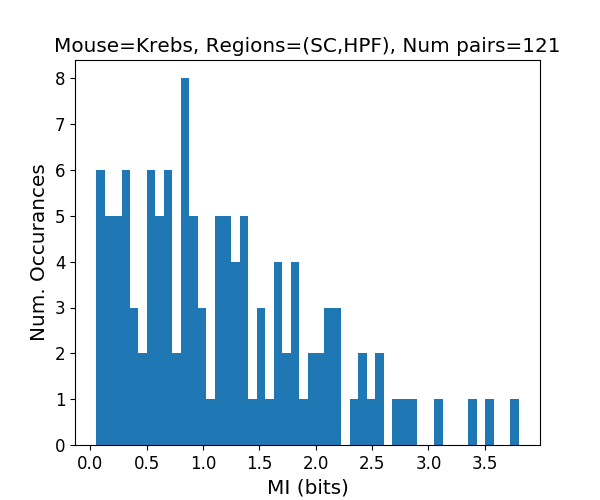 Mouse=Krebs, Regions=(SC,HPF), Num pairs=121
8
7
6
5
4
3
2
1
0
Num. Occurances
0.0 0.5 1.0 1.5 2.0 2.5 3.0 3.5
MI (bits)